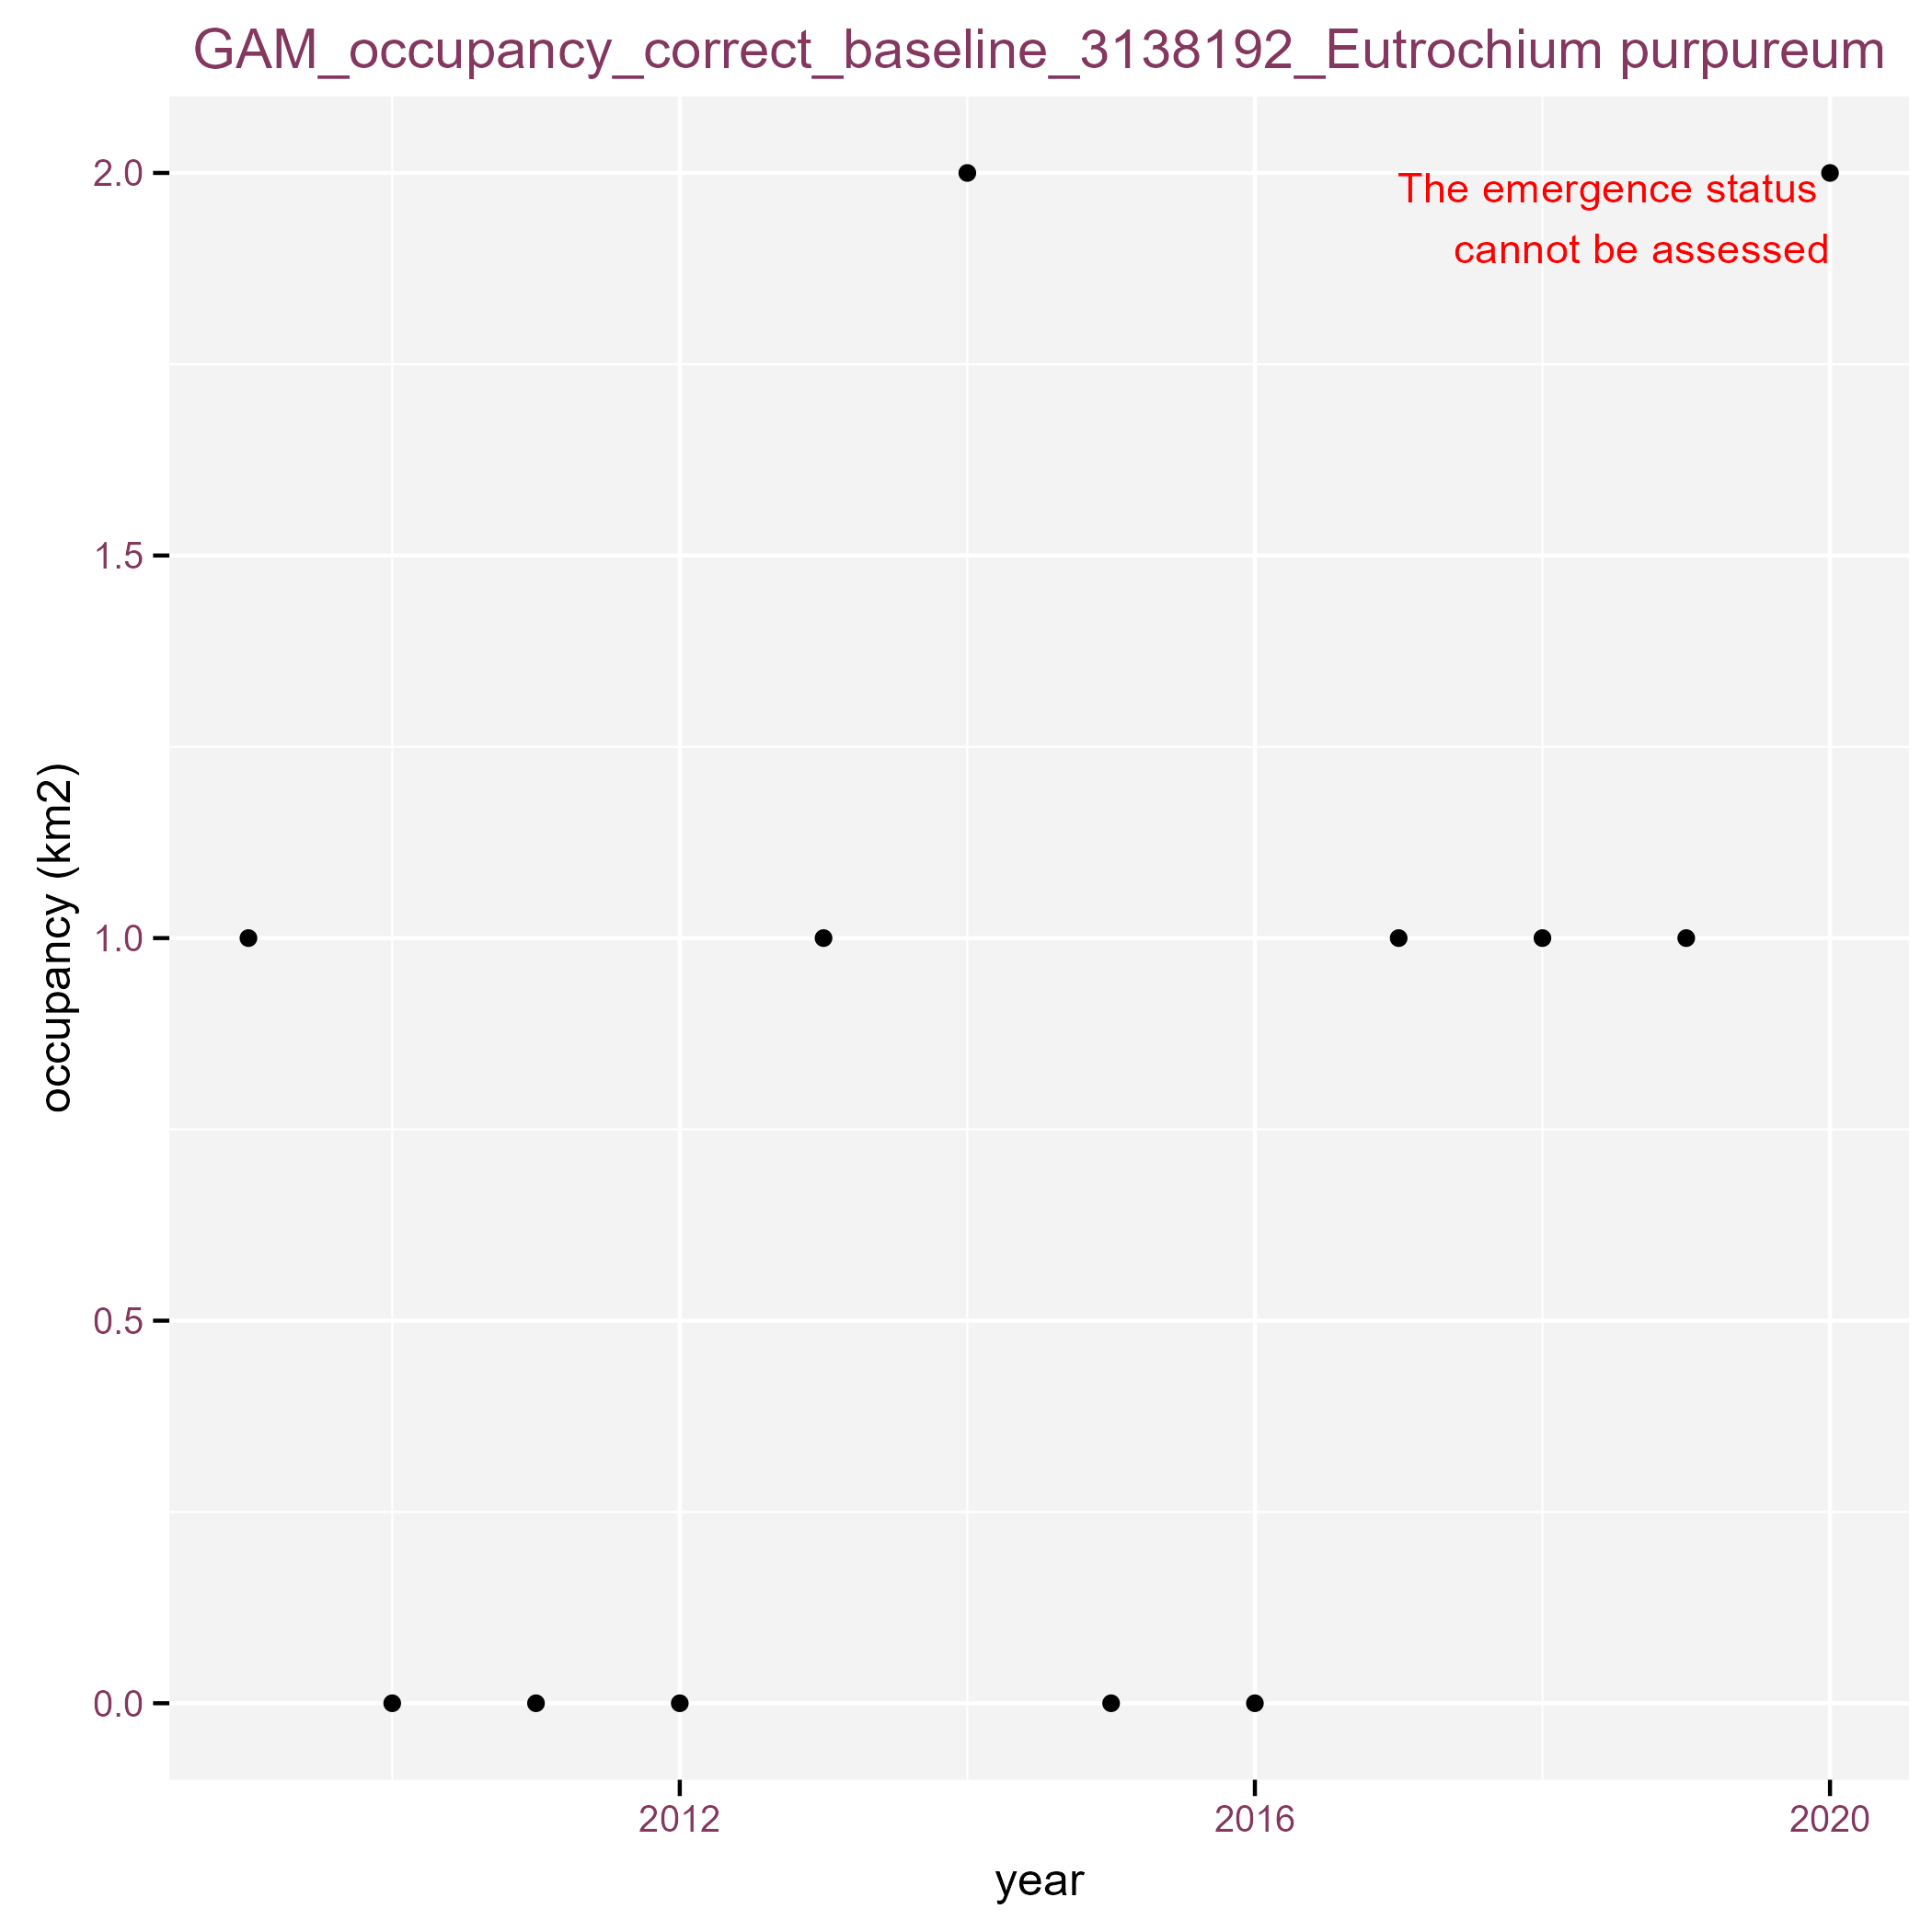 GAM_occupancy_correct_baseline_3138192_Eutrochium purpureum
2.0
The emergence status
cannot be assessed
1.5
occupancy (km2)
1.0
0.5
0.0
2012 2016 2020
year